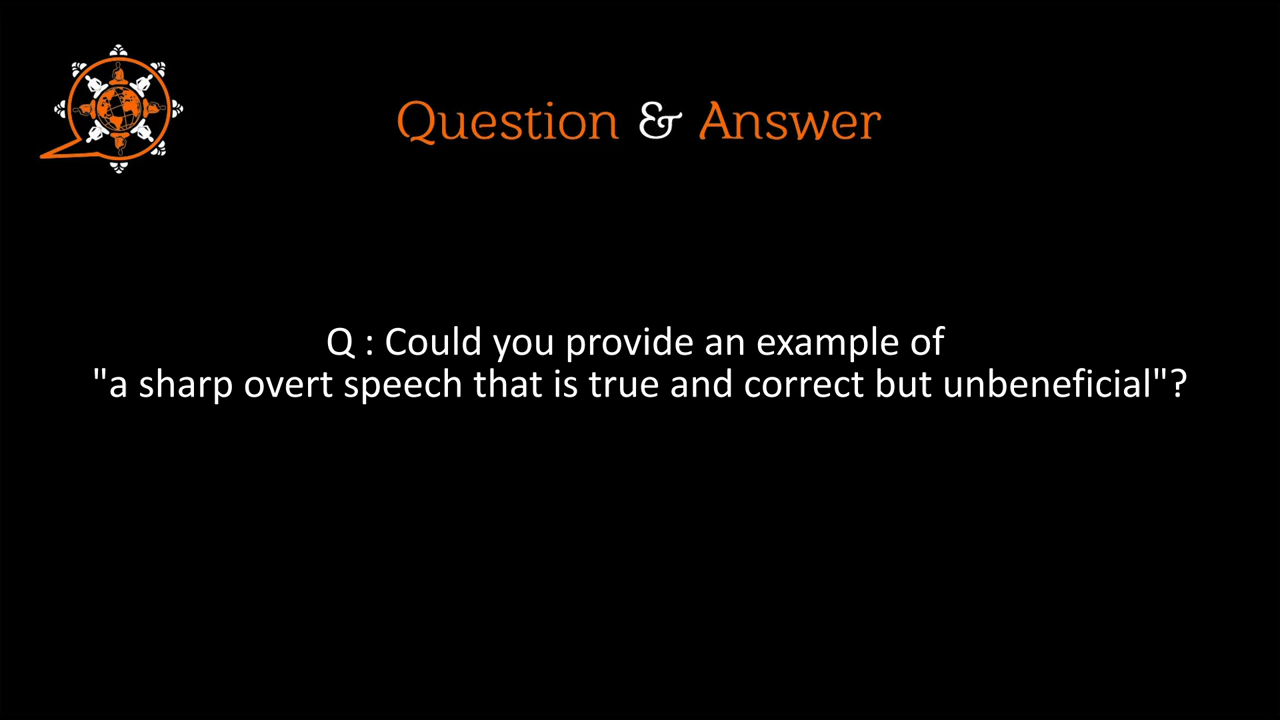 Question & Answer
Q : Could you provide an example of
"a sharp overt speech that is true and correct but unbeneficial"?